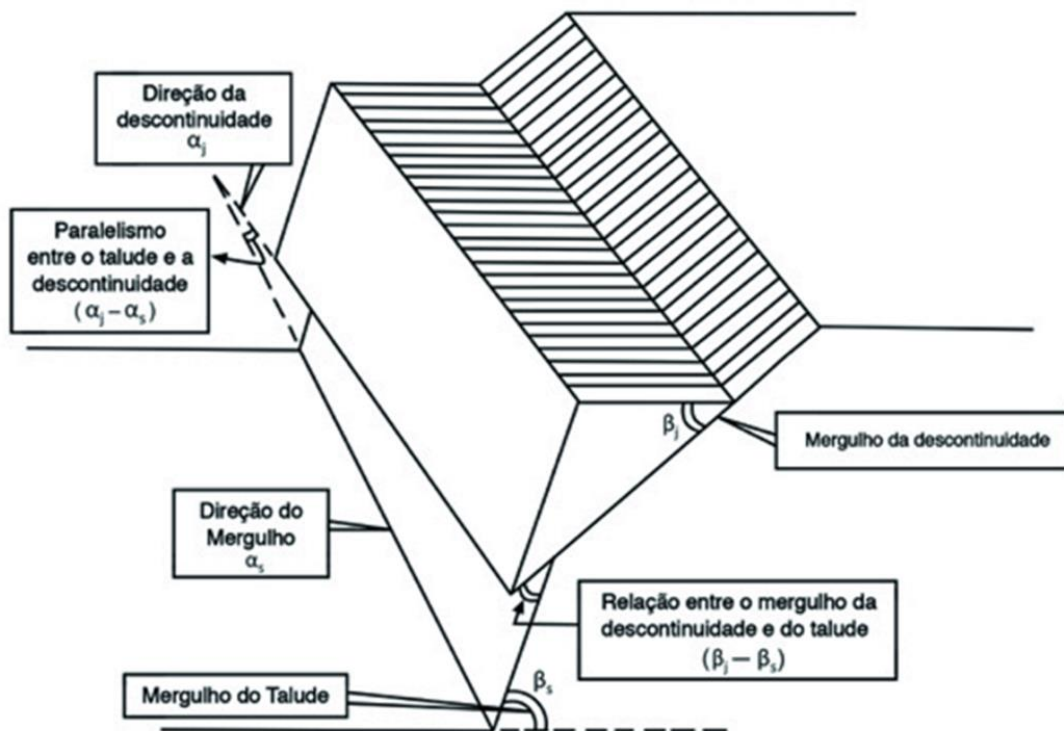 Direção da
descontinuidade
αj
Paralelismo
entre o talude e a
descontinuidade
(αj – αs)
βj
Mergulho da descontinuidade
Direção do
Mergulho
αs
Relação entre o mergulho da
descontinuidade e do talude
(βj – βs)
βs
Mergulho do Talude